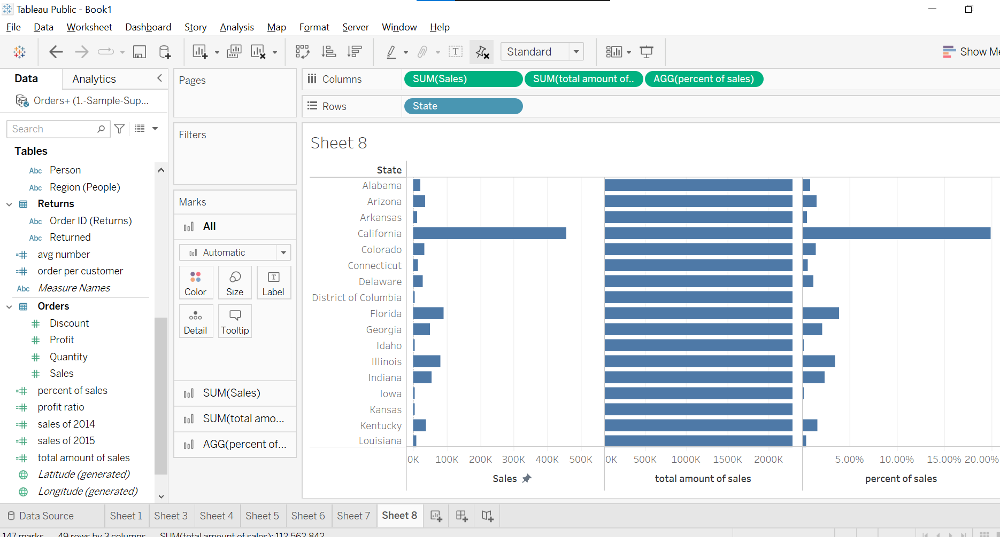 Tableau Public - Book1
File Data Worksheet Dashboard Story Analysis Map Format Server Window Help
Standard
Show Me
Data Analytics
Orders+ (1.-Sample-Sup...
Search
Tables
Person
Region (People)
Returns
Order ID (Returns)
Returned
avg number
order per customer
Measure Names
Orders
Discount
Profit
Quantity
Sales
percent of sales
profit ratio
sales of 2014
sales of 2015
total amount of sales
Latitude (generated)
Longitude (generated)
Pages
Filters
Marks
All
Automatic
Color Size Label
Detail Tooltip
SUM(Sales)
SUM(total amo...
AGG(percent of...
Columns SUM(Sales) SUM(total amount of.. AGG(percent of sales)
Rows State
Sheet 8
State
Alabama
Arizona
Arkansas
California
Colorado
Connecticut
Delaware
District of Columbia
Florida
Georgia
Idaho
Illinois
Indiana
Iowa
Kansas
Kentucky
Louisiana
0K 100K 200K 300K 400K 500K 0K 500K 1000K 1500K 2000K 5.00% 10.00% 15.00% 20.00%
Sales total amount of sales percent of sales
Data Source Sheet 1 Sheet 3 Sheet 4 Sheet 5 Sheet 6 Sheet 7 Sheet 8
147 marks 49 rows by 3 columns SUM(total amount of sales): 112,562,842